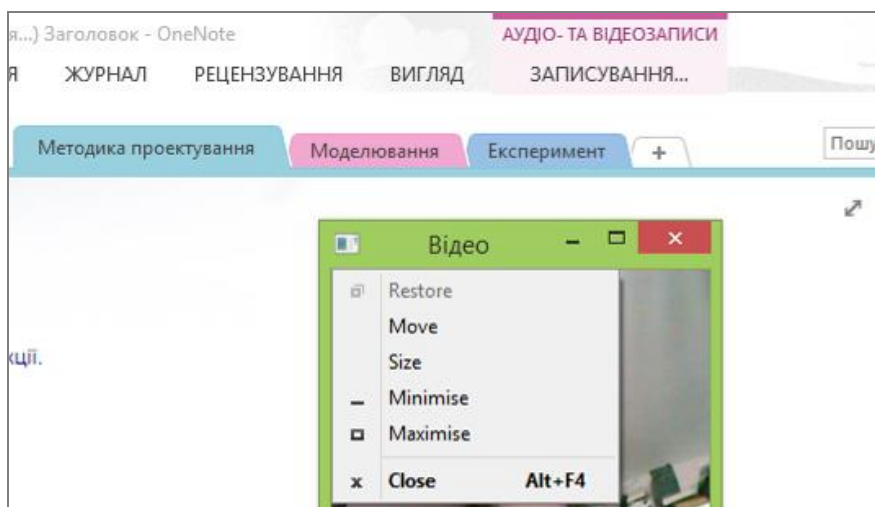 я...) Заголовок - OneNote
АУДІО- ТА ВІДЕОЗАПИСИ
Я ЖУРНАЛ РЕЦЕНЗУВАННЯ ВИГЛЯД ЗАПИСУВАННЯ...
Методика проектування Моделювання Експеримент + Пошу
Відео
Restore
Move
Size
кції.
Minimise
Maximise
Close Alt+F4